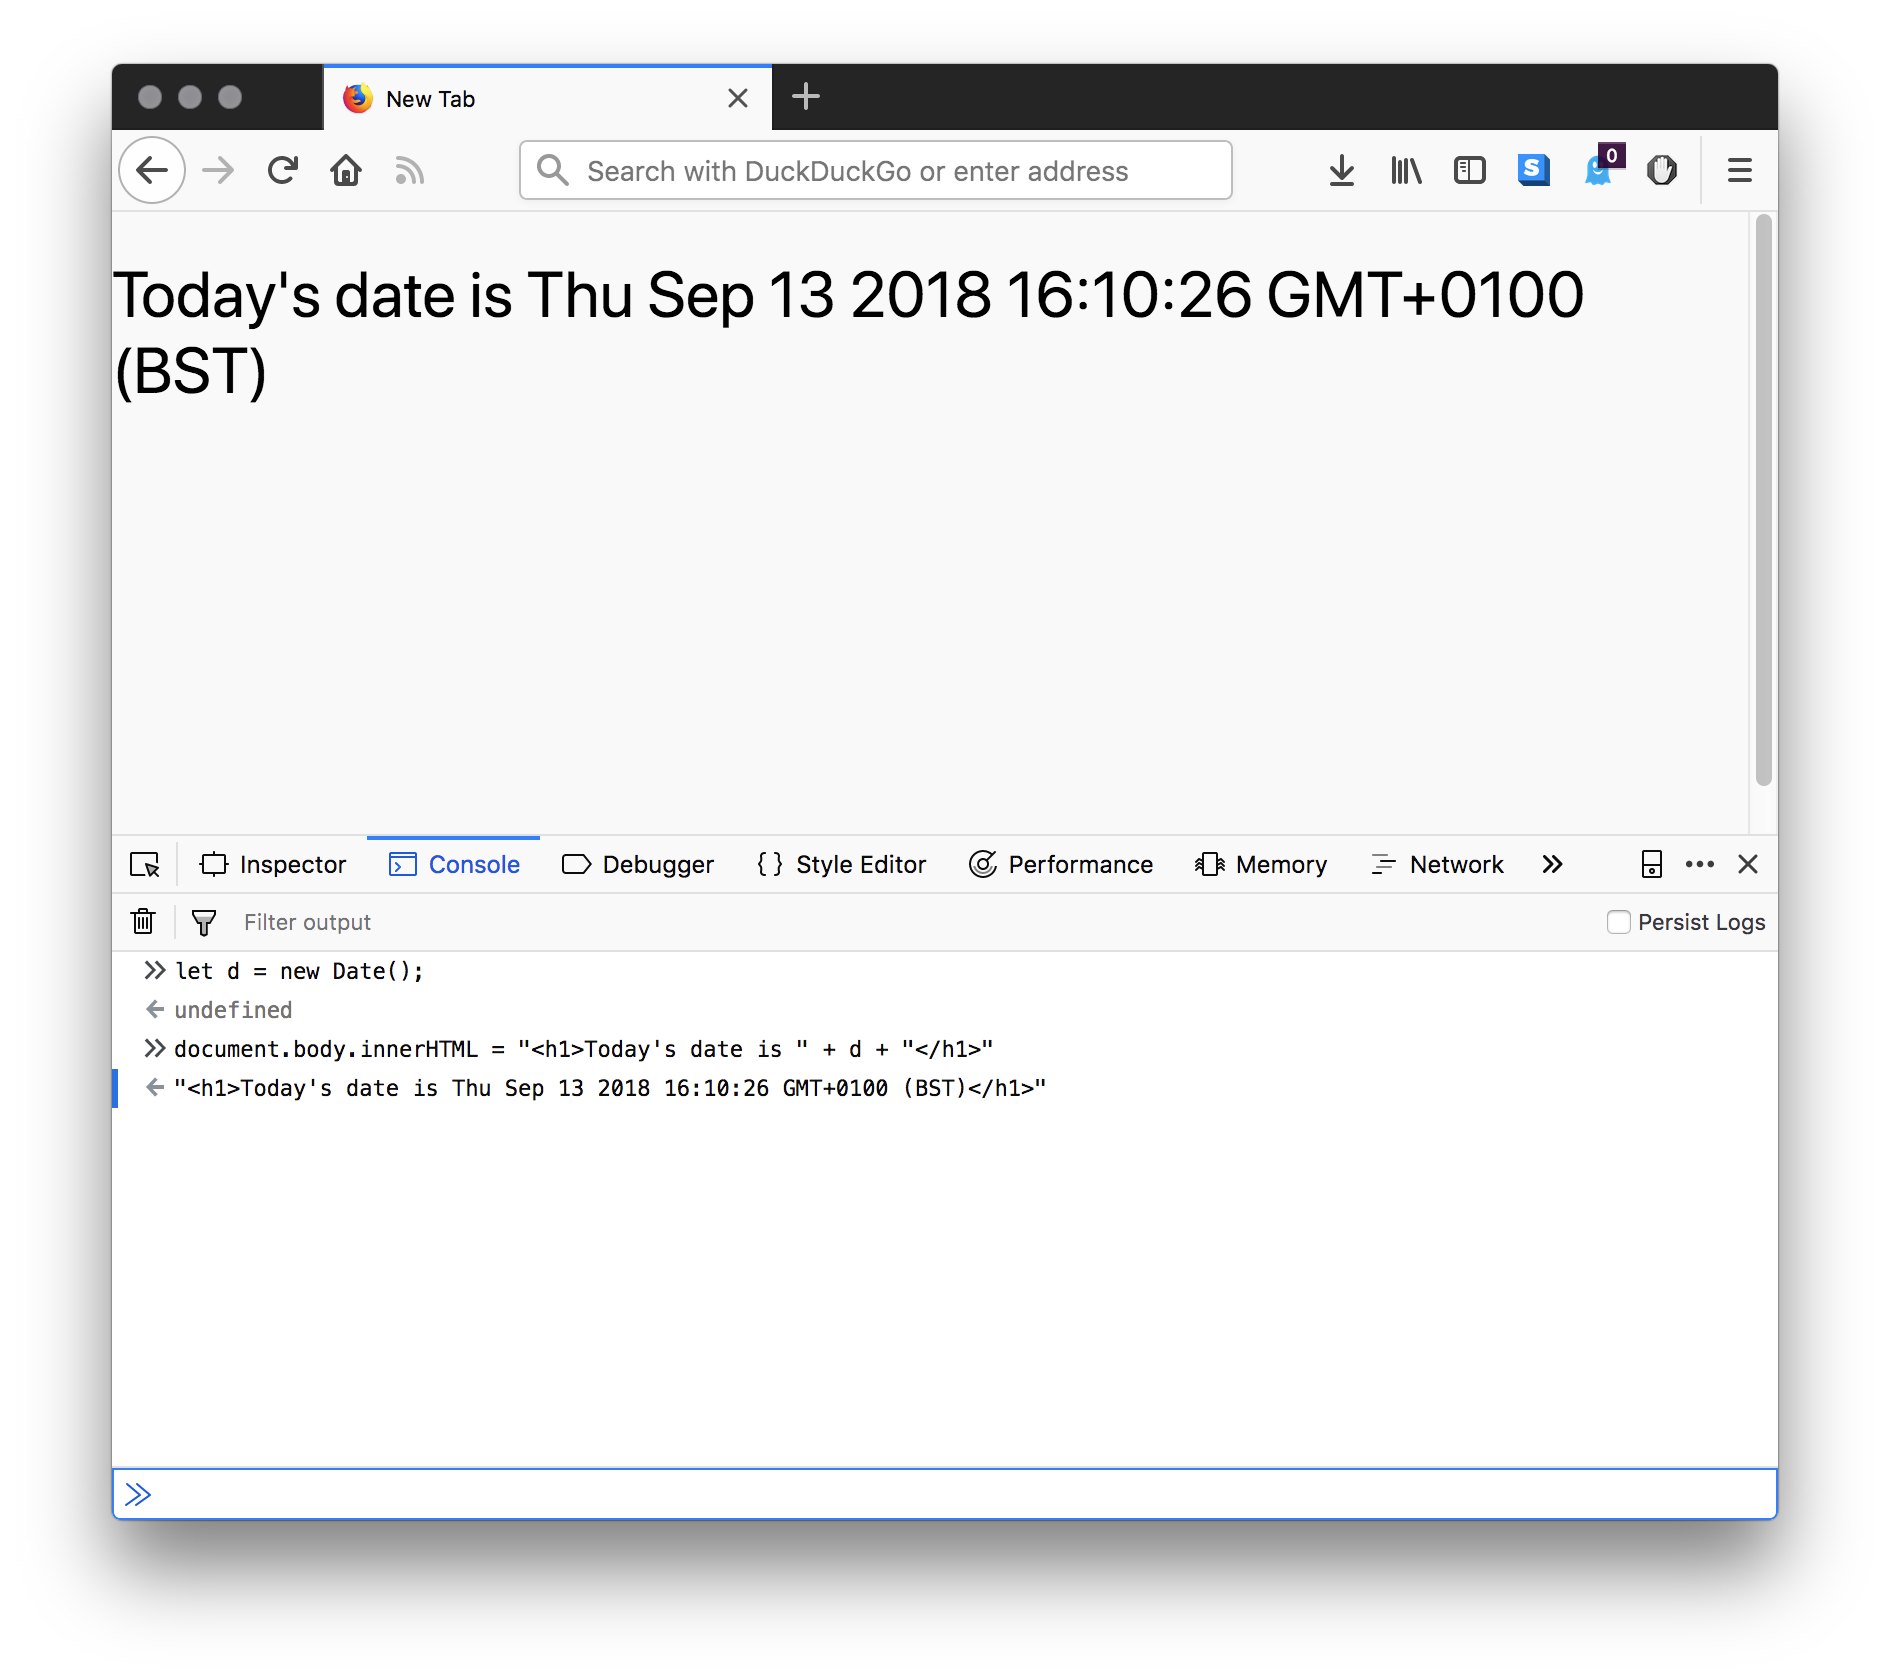 New Tab
Search with DuckDuckGo or enter address
S
0
Today's date is Thu Sep 13 2018 16:10:26 GMT+0100
(BST)
Inspector Console Debugger { } Style Editor Performance Memory Network
Filter output Persist Logs
let d = new Date();
undefined
document.body.innerHTML = "<h1>Today's date is " + d + "</h1>"
"<h1>Today's date is Thu Sep 13 2018 16:10:26 GMT+0100 (BST)</h1>"